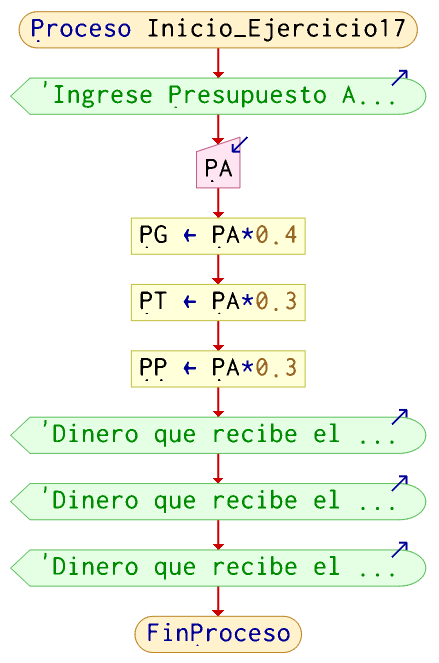 Proceso Inicio_Ejercicio17
'Ingrese Presupuesto A...
PA
PG ← PA*0.4
PT ← PA*0.3
PP ← PA*0.3
'Dinero que recibe el ...
'Dinero que recibe el ...
'Dinero que recibe el ...
FinProceso